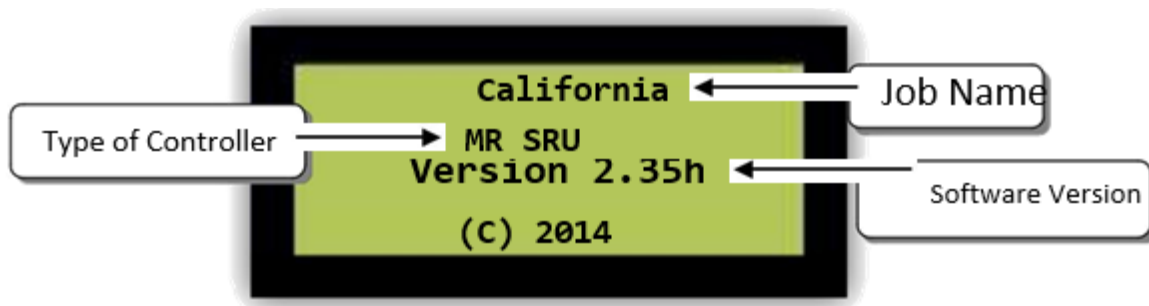 California
Job Name
Type of Controller
MR SRU
Version 2.35h
Software Version
(C) 2014